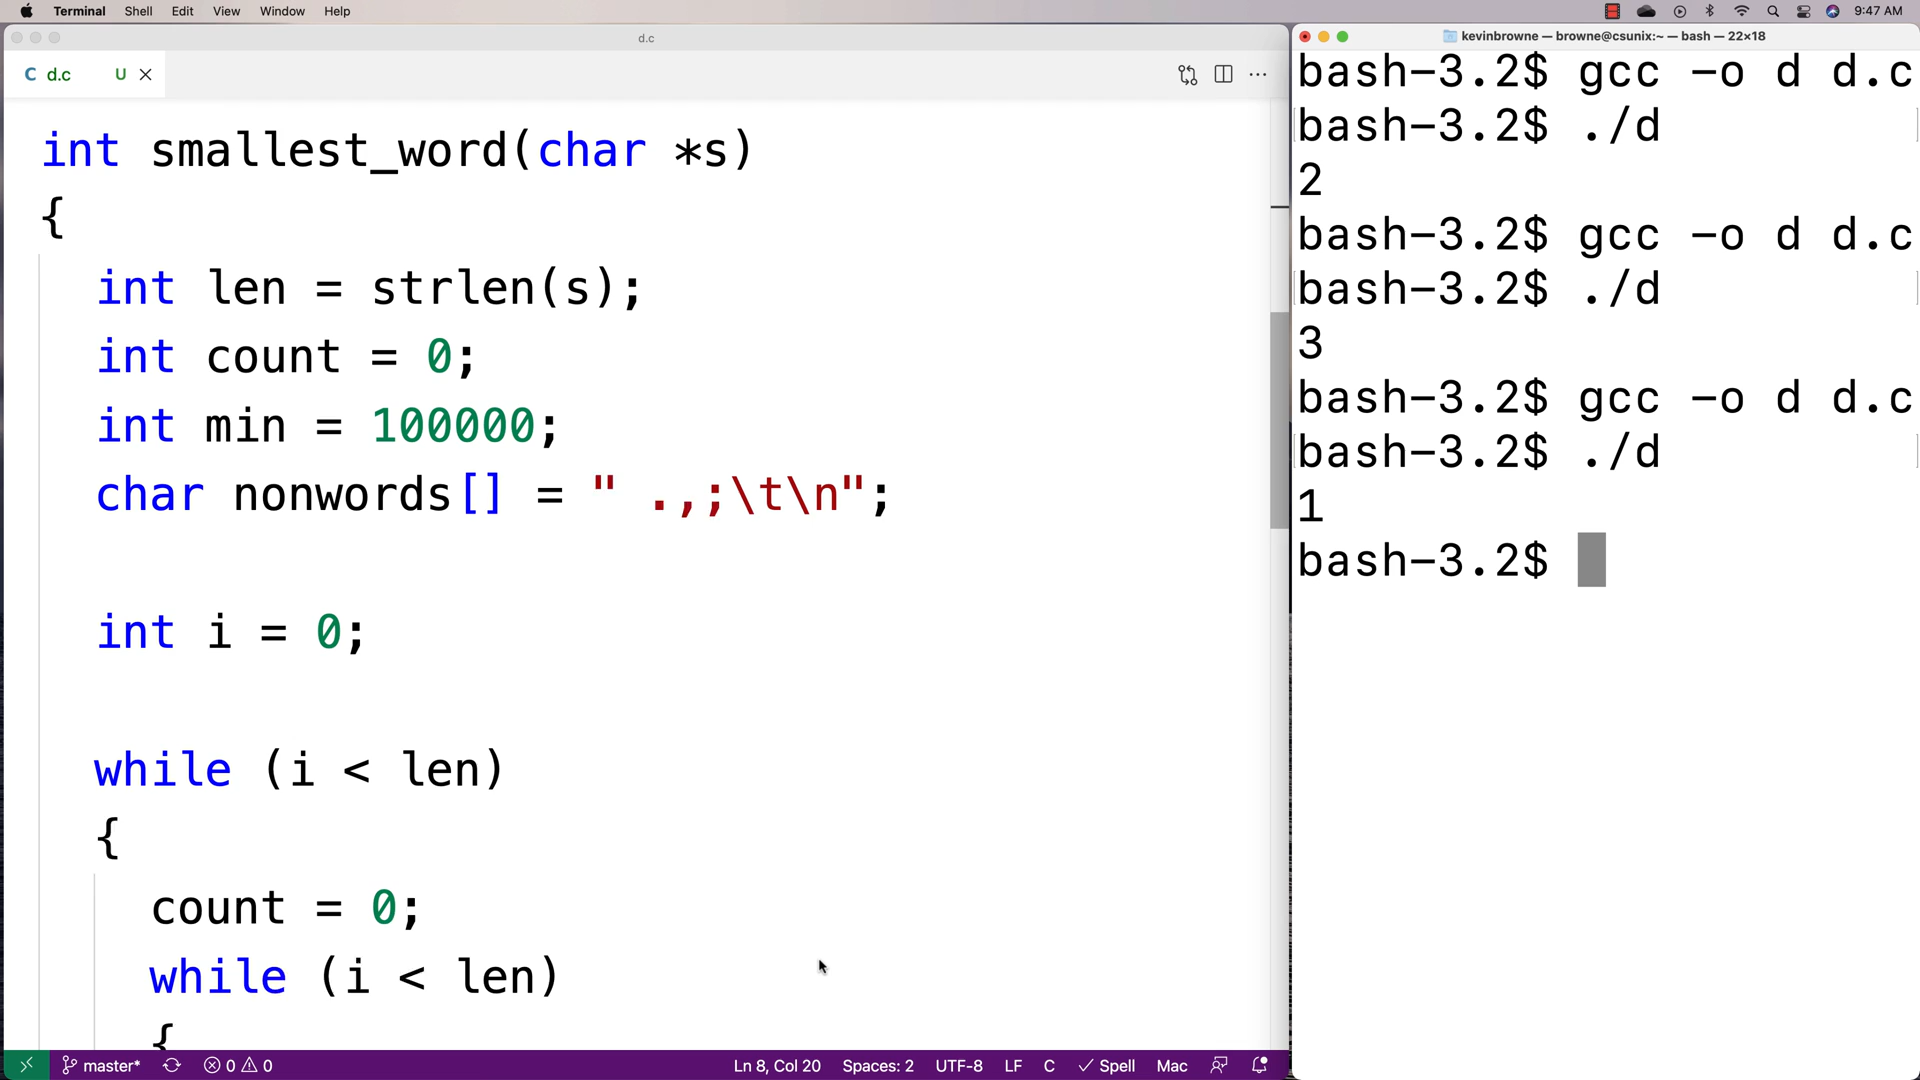 Terminal Shell Edit View Window Help 9:47 AM
d.c
C d.c U
int smallest_word(char *s)
{
int len = strlen(s);
int count = 0;
int min = 100000;
char nonwords[] = " .,;\t\n";
int i = 0;
while (i < len)
{
count = 0;
while (i < len)
{
master* 0 0 Ln 8, Col 20 Spaces: 2 UTF-8 LF C Spell Mac
kevinbrowne — browne@csunix:~ — bash — 22×18
bash-3.2$ gcc -o d d.c
bash-3.2$ ./d
2
bash-3.2$ gcc -o d d.c
bash-3.2$ ./d
3
bash-3.2$ gcc -o d d.c
bash-3.2$ ./d
1
bash-3.2$